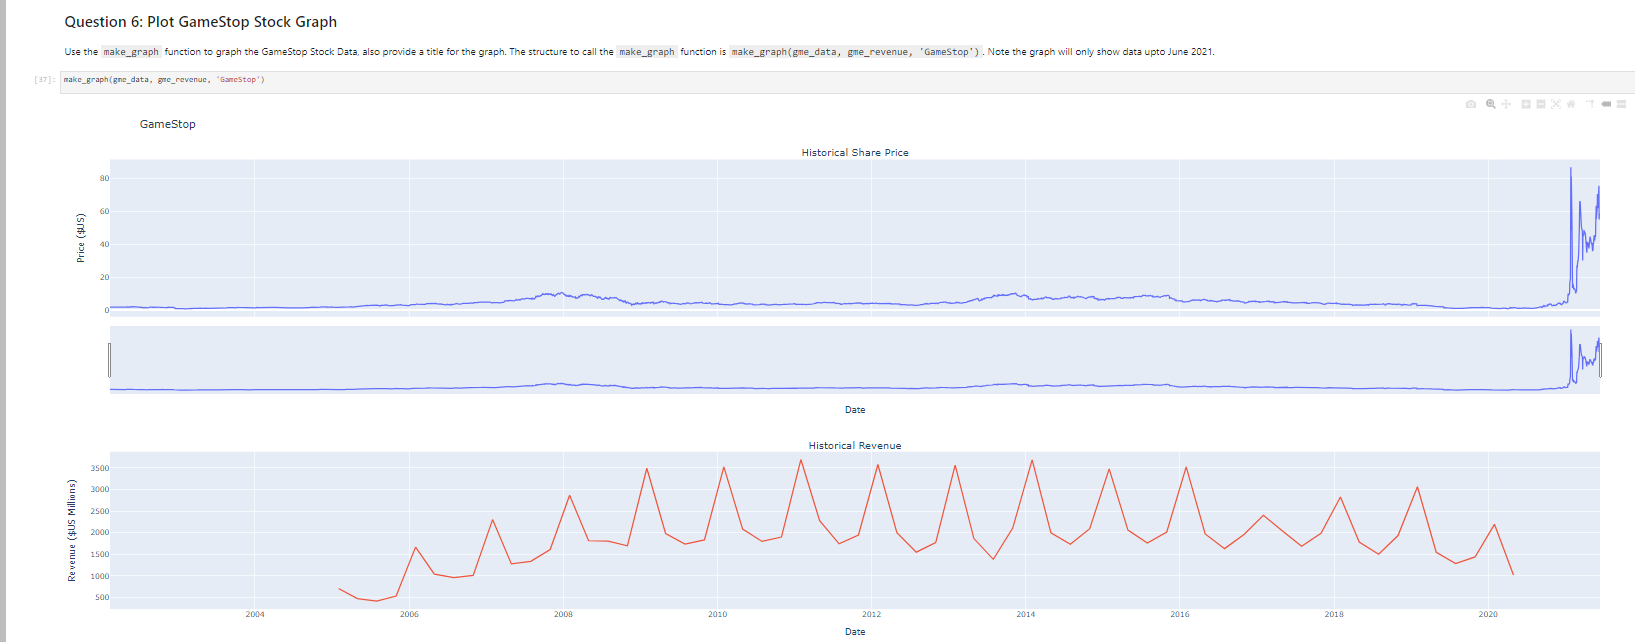 Question 6: Plot GameStop Stock Graph
Use the make_graph function to graph the GameStop Stock Data, also provide a title for the graph. The structure to call the make_graph function is make_graph(gme_data, gme_revenue, 'GameStop'). Note the graph will only show data upto June 2021.
[37]: make_graph(gme_data, gme_revenue, 'GameStop')
GameStop
Historical Share Price
Price ($US)
80
60
40
20
0
Date
Historical Revenue
Revenue ($US Millions)
3500
3000
2500
2000
1500
1000
500
2004 2006 2008 2010 2012 2014 2016 2018 2020
Date